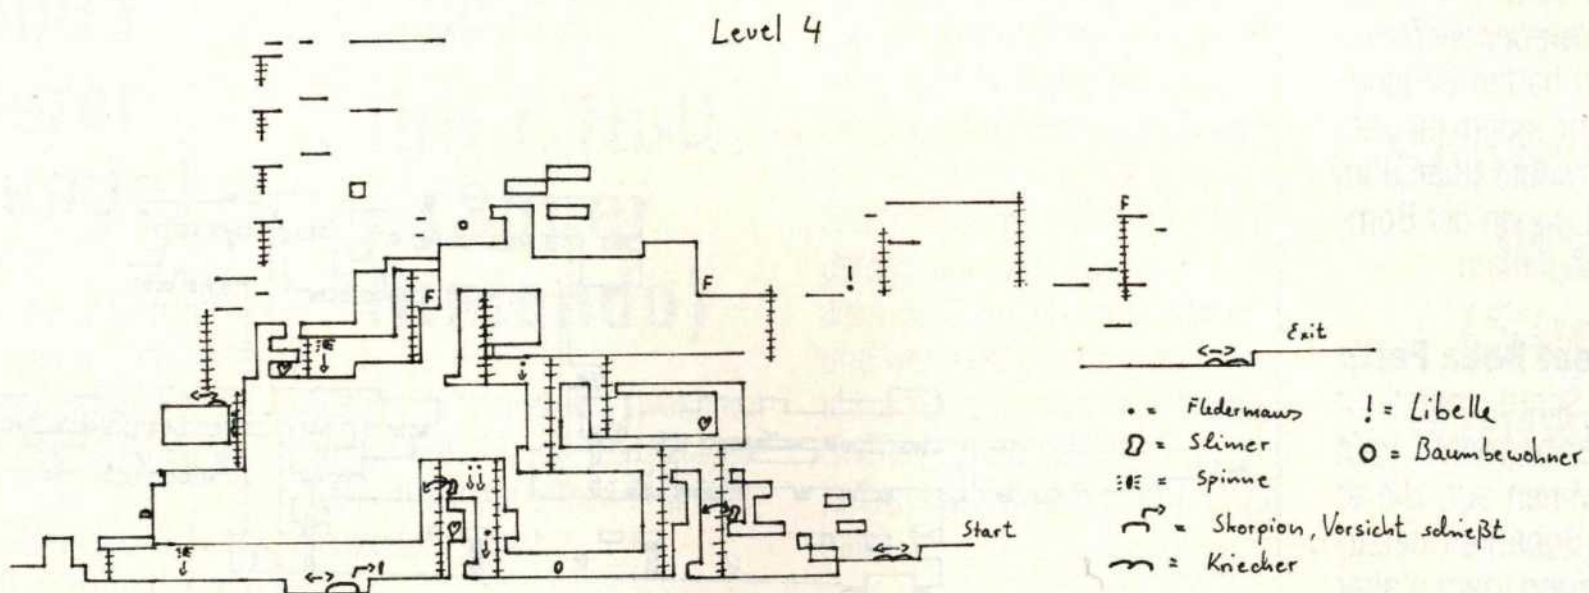 Level 4
F
F
F
D
Exit
Start
• = Fledermaus
= Slimer
= Spinne
= Skorpion, Vorsicht schießt
= Kriecher
! = Libelle
O = Baumbewohner